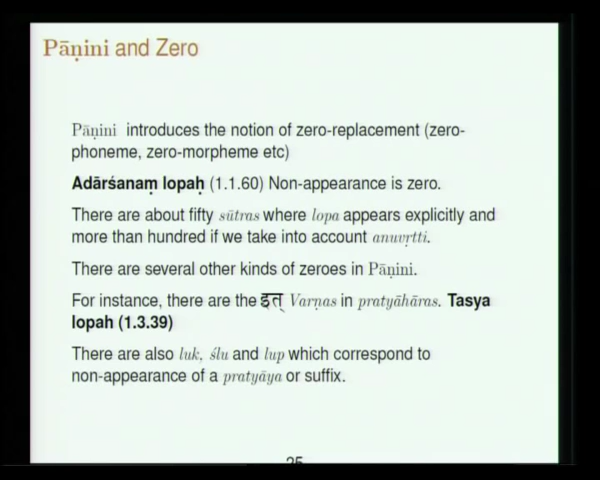 Pāṇini and Zero
Pāṇini introduces the notion of zero-replacement (zero-
phoneme, zero-morpheme etc)
Adārśanaṃ lopaḥ (1.1.60) Non-appearance is zero.
There are about fifty sūtras where lopa appears explicitly and
more than hundred if we take into account anuvṛtti.
There are several other kinds of zeroes in Pāṇini.
For instance, there are the इत् Varṇas in pratyāhāras. Tasya
lopah (1.3.39)
There are also luk, ślu and lup which correspond to
non-appearance of a pratyāya or suffix.
25